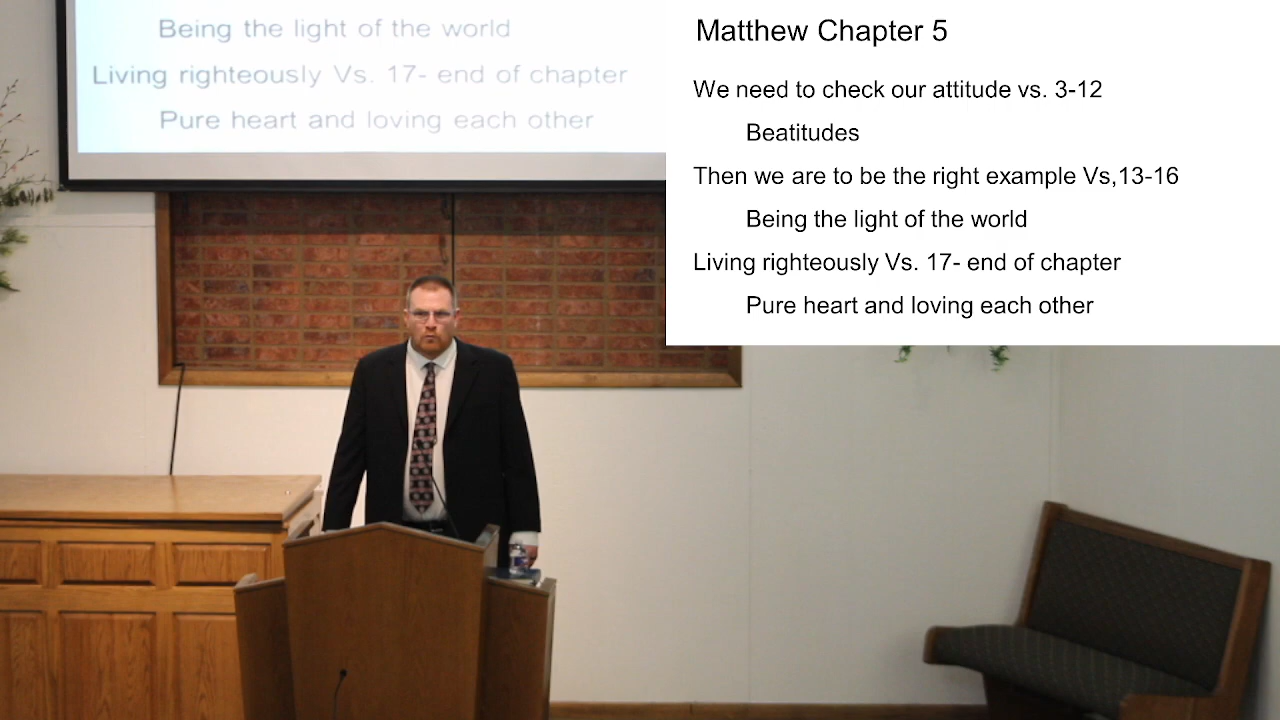 Being the light of the world
Living righteously Vs. 17- end of chapter
Pure heart and loving each other
Matthew Chapter 5
We need to check our attitude vs. 3-12
Beatitudes
Then we are to be the right example Vs,13-16
Being the light of the world
Living righteously Vs. 17- end of chapter
Pure heart and loving each other